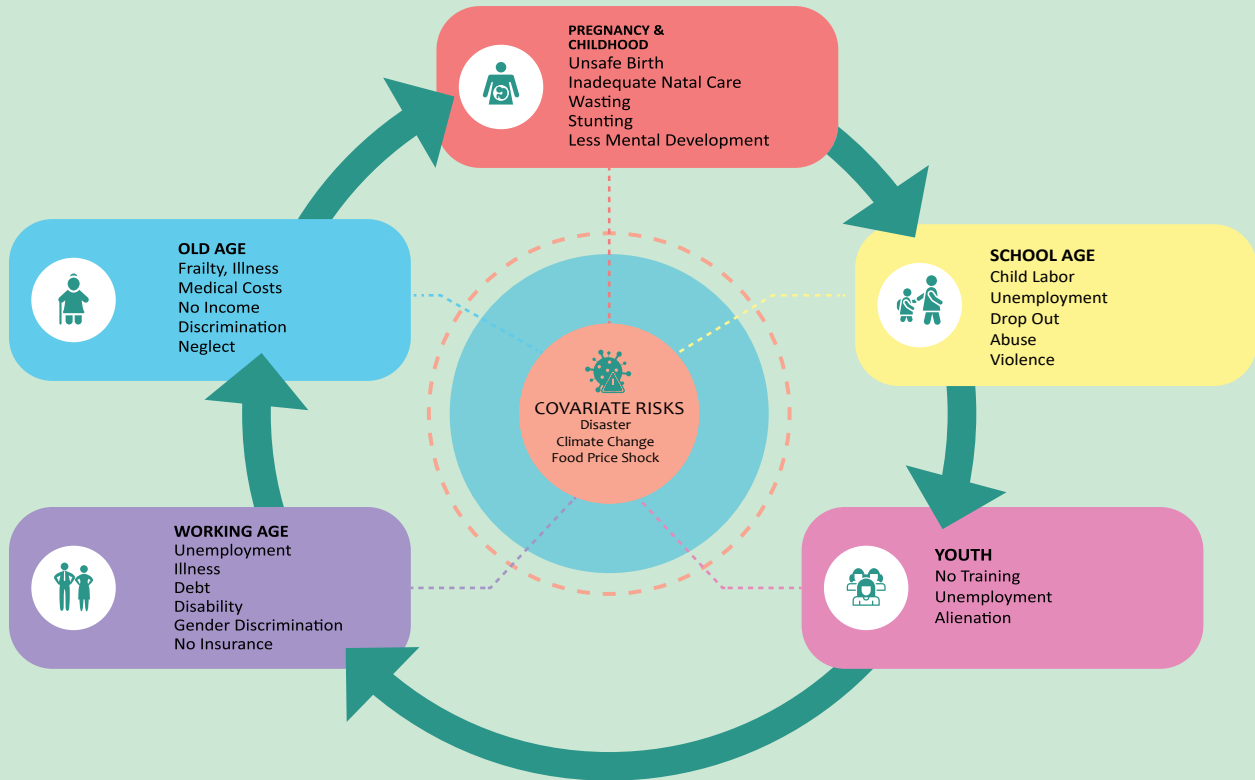 PREGNANCY &
CHILDHOOD
Unsafe Birth
Inadequate Natal Care
Wasting
Stunting
Less Mental Development
SCHOOL AGE
Child Labor
Unemployment
Drop Out
Abuse
Violence
YOUTH
No Training
Unemployment
Alienation
WORKING AGE
Unemployment
Illness
Debt
Disability
Gender Discrimination
No Insurance
OLD AGE
Frailty, Illness
Medical Costs
No Income
Discrimination
Neglect
COVARIATE RISKS
Disaster
Climate Change
Food Price Shock